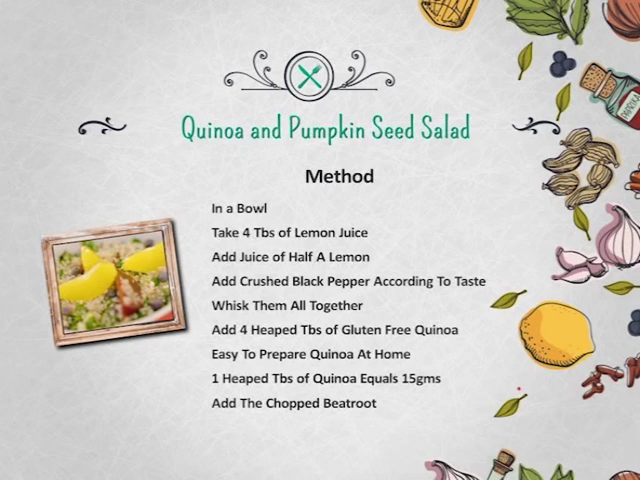 Quinoa and Pumpkin Seed Salad
Method
In a Bowl
Take 4 Tbs of Lemon Juice
Add Juice of Half A Lemon
Add Crushed Black Pepper According To Taste
Whisk Them All Together
Add 4 Heaped Tbs of Gluten Free Quinoa
Easy To Prepare Quinoa At Home
1 Heaped Tbs of Quinoa Equals 15gms
Add The Chopped Beatroot